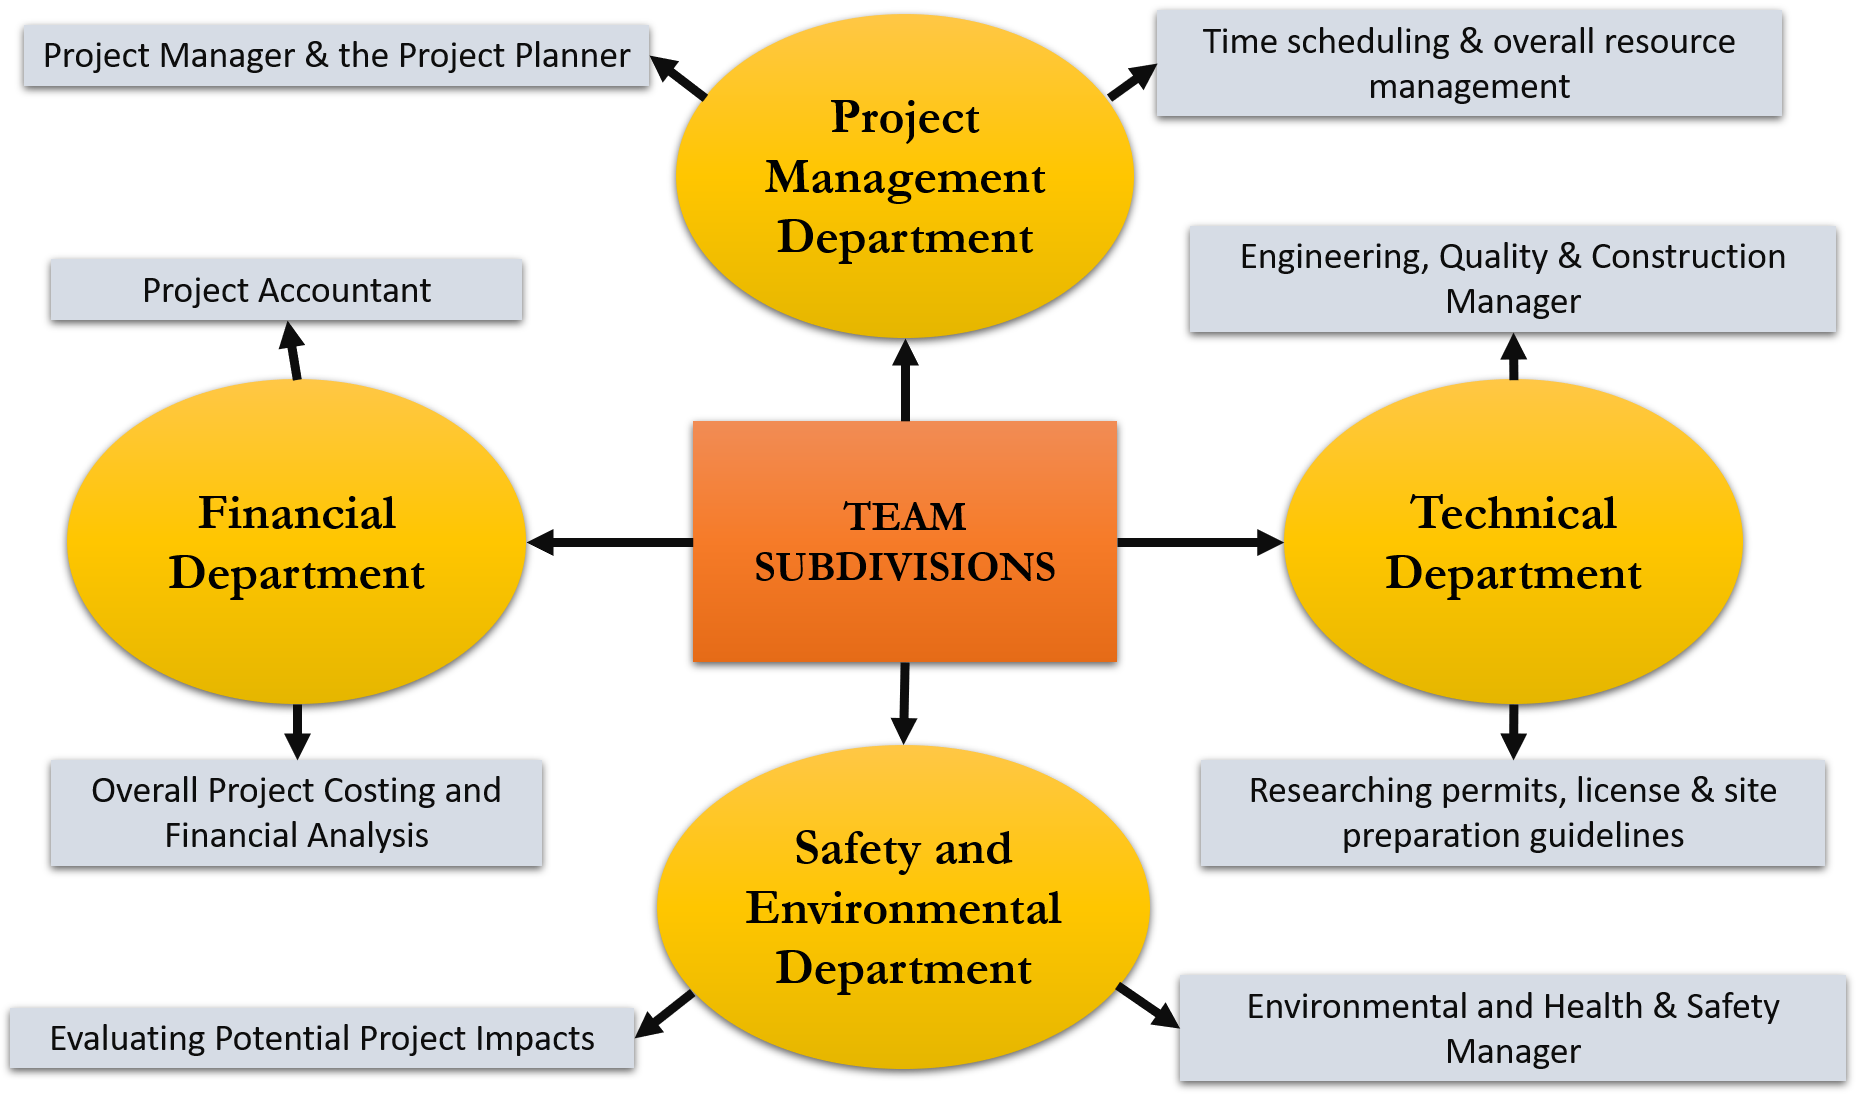 Project Manager & the Project Planner
Time scheduling & overall resource
management
Project
Management
Department
Project Accountant
Engineering, Quality & Construction
Manager
Financial
Department
TEAM
SUBDIVISIONS
Technical
Department
Overall Project Costing and
Financial Analysis
Researching permits, license & site
preparation guidelines
Safety and
Environmental
Department
Evaluating Potential Project Impacts
Environmental and Health & Safety
Manager